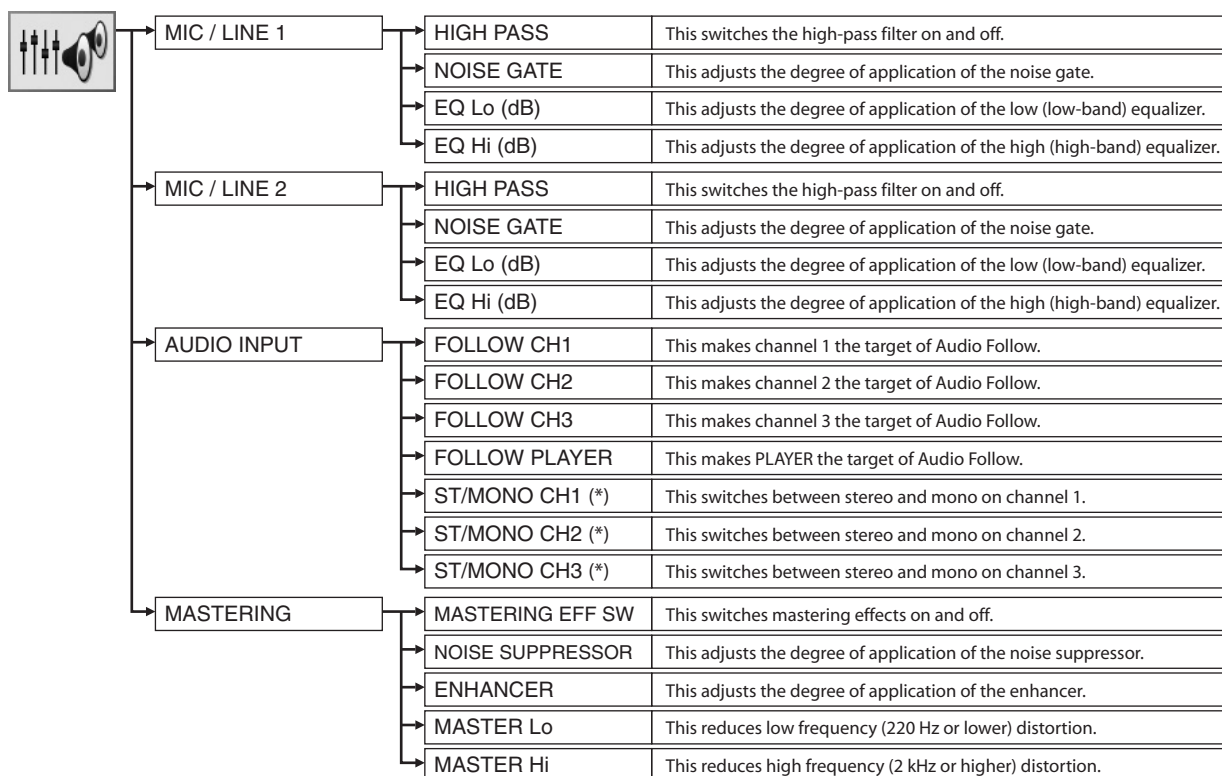 MIC / LINE 1
HIGH PASS This switches the high-pass filter on and off.
NOISE GATE This adjusts the degree of application of the noise gate.
EQ Lo (dB) This adjusts the degree of application of the low (low-band) equalizer.
EQ Hi (dB) This adjusts the degree of application of the high (high-band) equalizer.
MIC / LINE 2
HIGH PASS This switches the high-pass filter on and off.
NOISE GATE This adjusts the degree of application of the noise gate.
EQ Lo (dB) This adjusts the degree of application of the low (low-band) equalizer.
EQ Hi (dB) This adjusts the degree of application of the high (high-band) equalizer.
AUDIO INPUT
FOLLOW CH1 This makes channel 1 the target of Audio Follow.
FOLLOW CH2 This makes channel 2 the target of Audio Follow.
FOLLOW CH3 This makes channel 3 the target of Audio Follow.
FOLLOW PLAYER This makes PLAYER the target of Audio Follow.
ST/MONO CH1 (*) This switches between stereo and mono on channel 1.
ST/MONO CH2 (*) This switches between stereo and mono on channel 2.
ST/MONO CH3 (*) This switches between stereo and mono on channel 3.
MASTERING
MASTERING EFF SW This switches mastering effects on and off.
NOISE SUPPRESSOR This adjusts the degree of application of the noise suppressor.
ENHANCER This adjusts the degree of application of the enhancer.
MASTER Lo This reduces low frequency (220 Hz or lower) distortion.
MASTER Hi This reduces high frequency (2 kHz or higher) distortion.